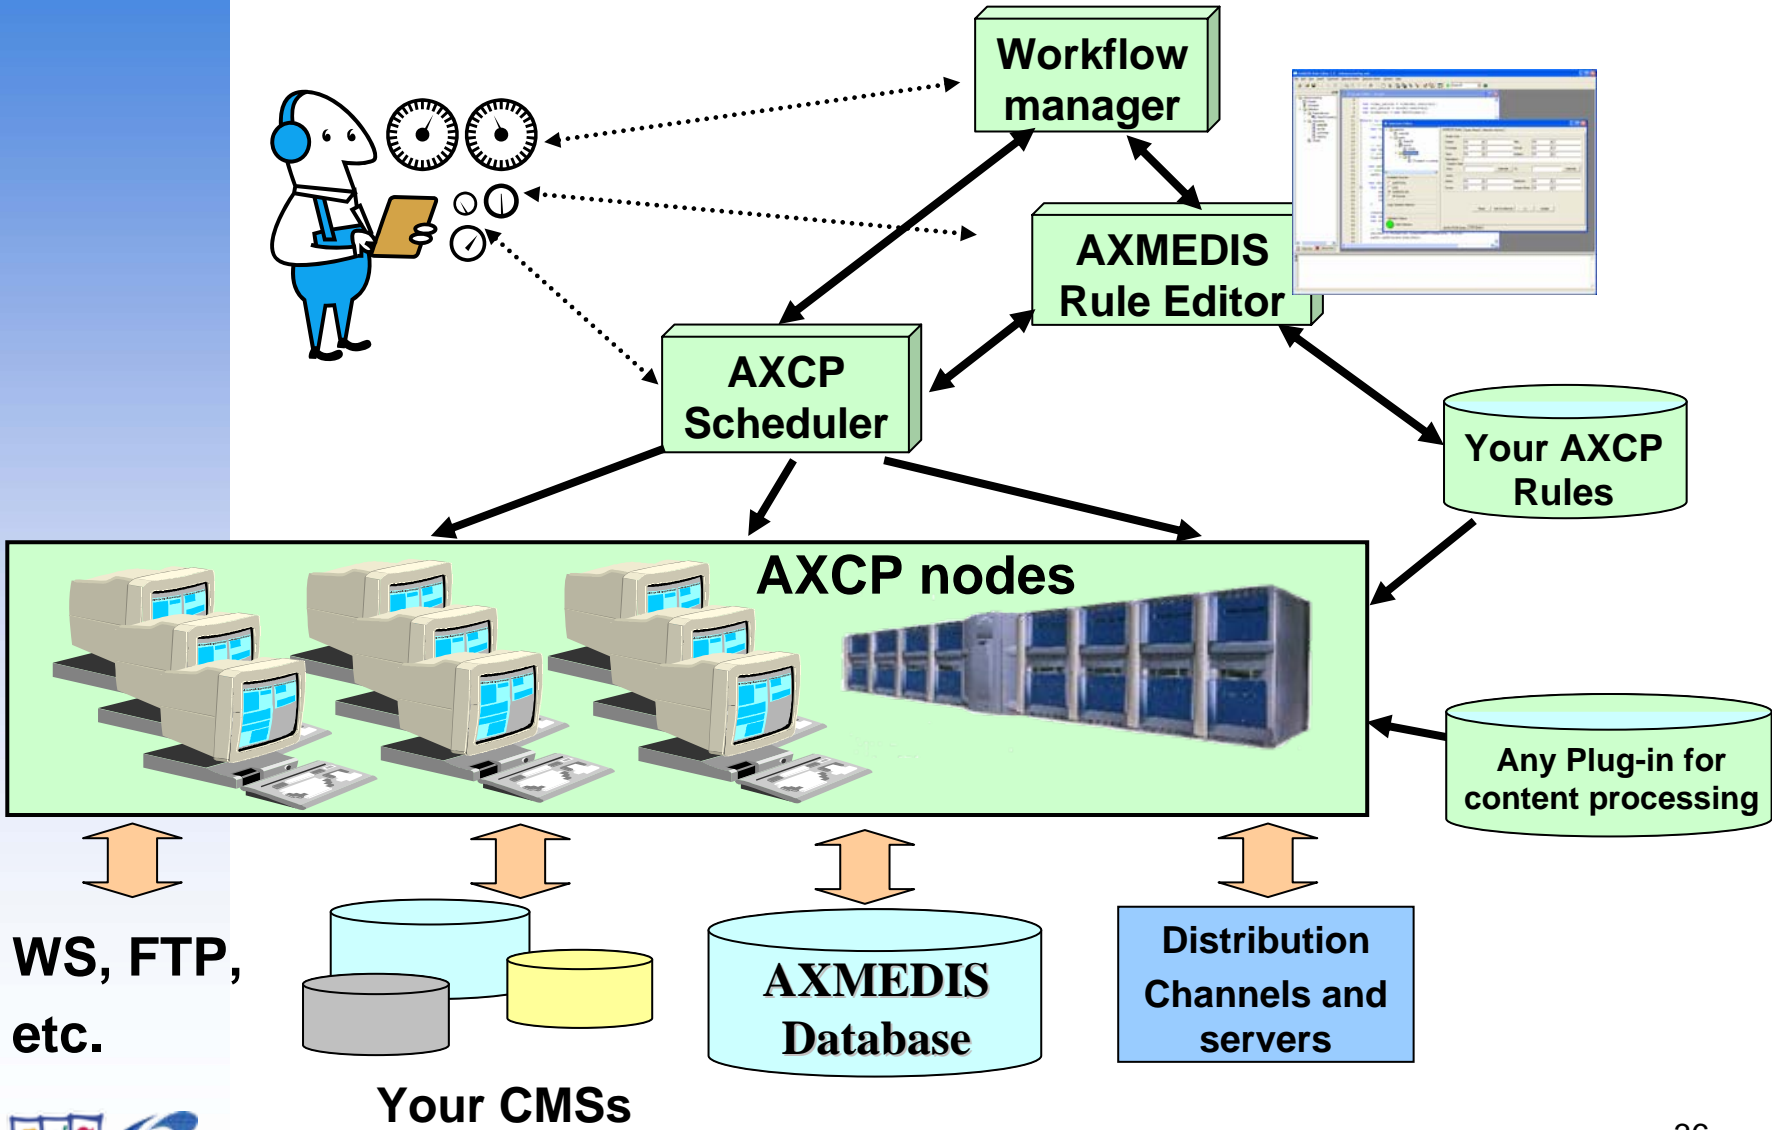 Workflow
manager
AXMEDIS
Rule Editor
AXCP
Scheduler
Your AXCP
Rules
AXCP nodes
Any Plug-in for
content processing
WS, FTP,
etc.
Your CMSs
AXMEDIS
Database
Distribution
Channels and
servers